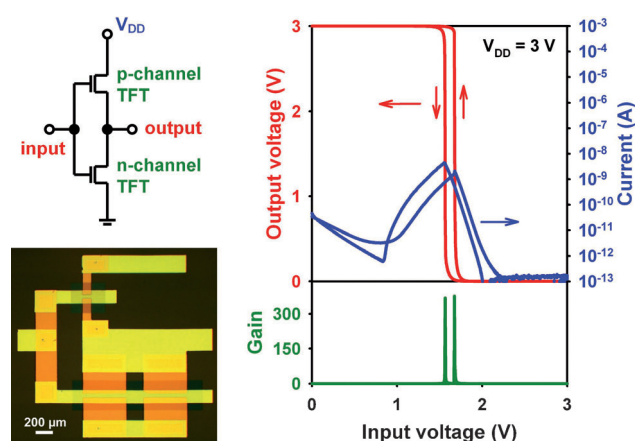 V_DD
p-channel
TFT
input
output
n-channel
TFT
200 µm
Output voltage (V)
3
2
1
0
V_DD = 3 V
10⁻³
10⁻⁴
10⁻⁵
10⁻⁶
10⁻⁷
10⁻⁸
10⁻⁹
10⁻¹⁰
10⁻¹¹
10⁻¹²
10⁻¹³
Current (A)
Gain
300
150
0
0
1
2
3
Input voltage (V)